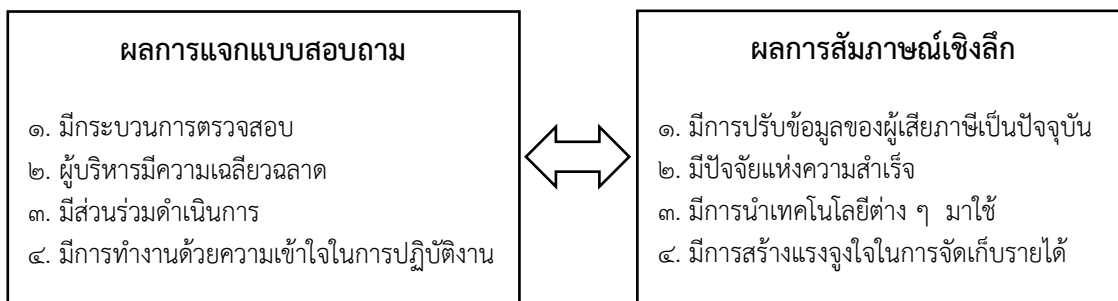 ผลการแจกแบบสอบถาม
๑. มีกระบวนการตรวจสอบ
๒. ผู้บริหารมีความเฉลียวฉลาด
๓. มีส่วนร่วมดำเนินการ
๔. มีการทำงานด้วยความเข้าใจในการปฏิบัติงาน
ผลการสัมภาษณ์เชิงลึก
๑. มีการปรับข้อมูลของผู้เสียภาษีเป็นปัจจุบัน
๒. มีปัจจัยแห่งความสำเร็จ
๓. มีการนำเทคโนโลยีต่าง ๆ มาใช้
๔. มีการสร้างแรงจูงใจในการจัดเก็บรายได้